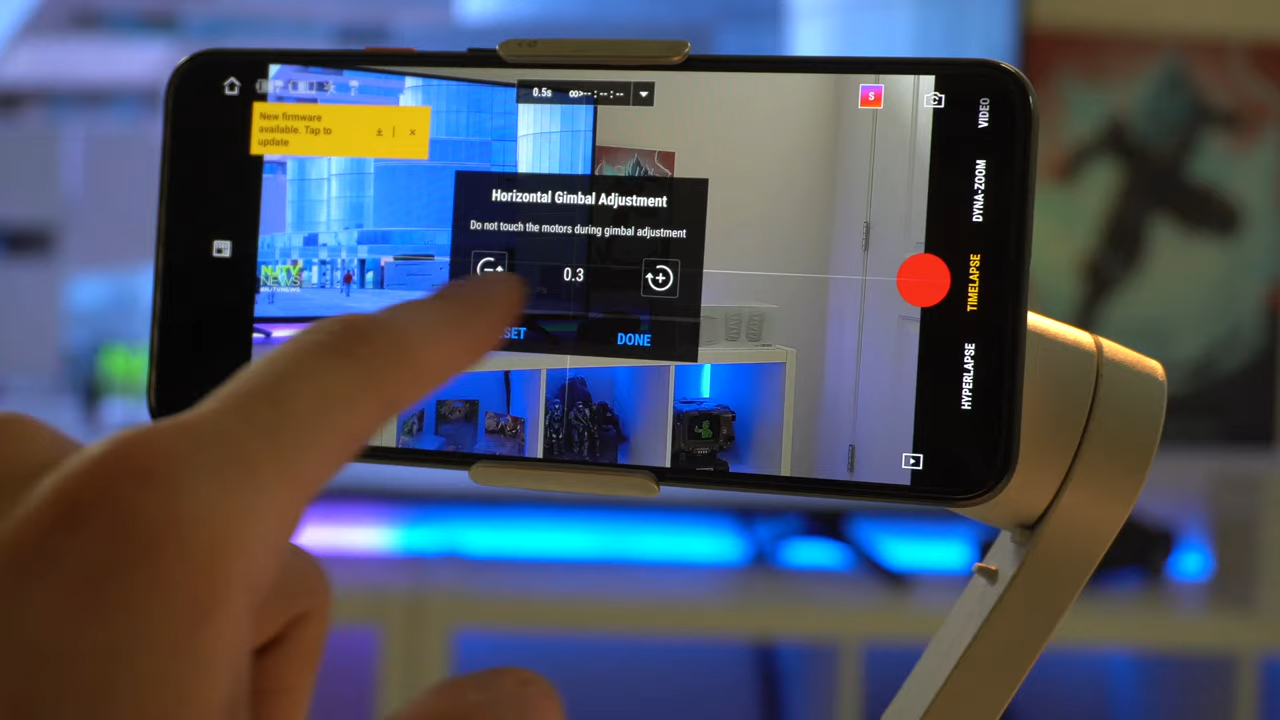 0.5s ∞>--:--:--
S
New firmware
available. Tap to
update
Horizontal Gimbal Adjustment
Do not touch the motors during gimbal adjustment
0.3
SET
DONE
NJTV
NEWS
VIDEO
DYNA-ZOOM
TIMELAPSE
HYPERLAPSE